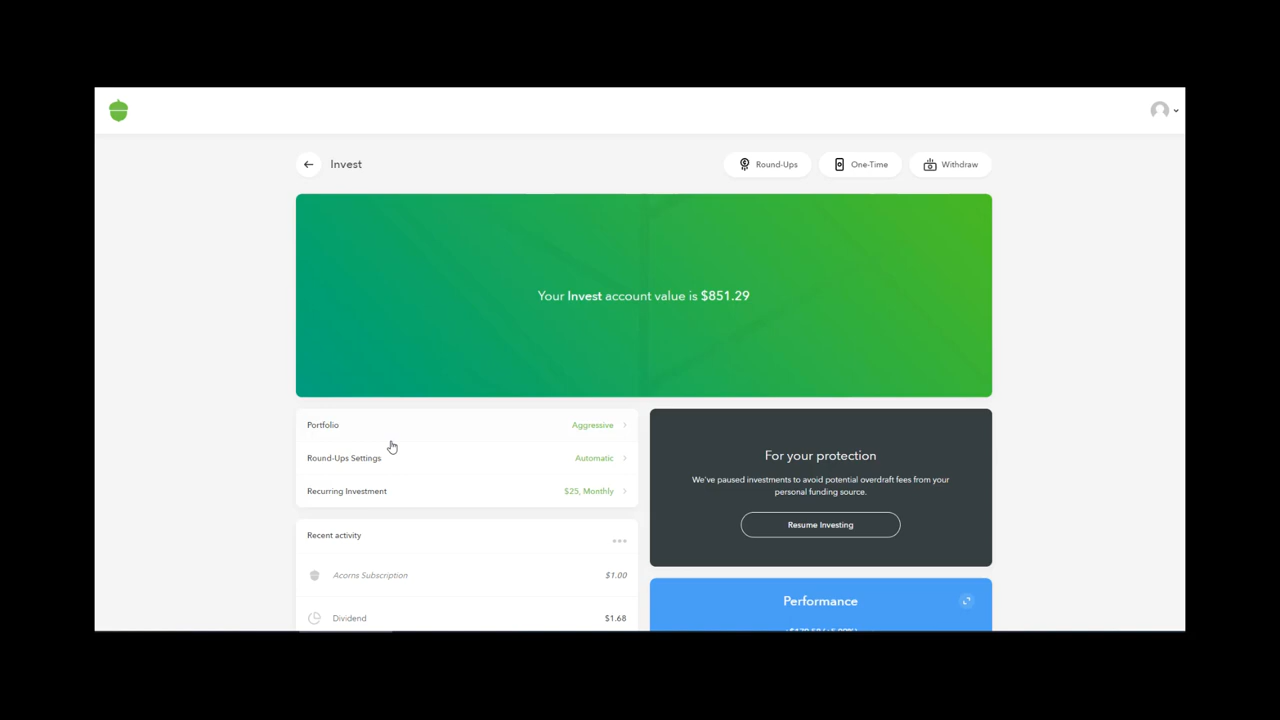 Invest
Round-Ups
One-Time
Withdraw
Your Invest account value is $851.29
Portfolio
Aggressive
Round-Ups Settings
Automatic
Recurring Investment
$25, Monthly
For your protection
We've paused investments to avoid potential overdraft fees from your
personal funding source.
Resume Investing
Recent activity
Acorns Subscription
$1.00
Dividend
$1.68
Performance